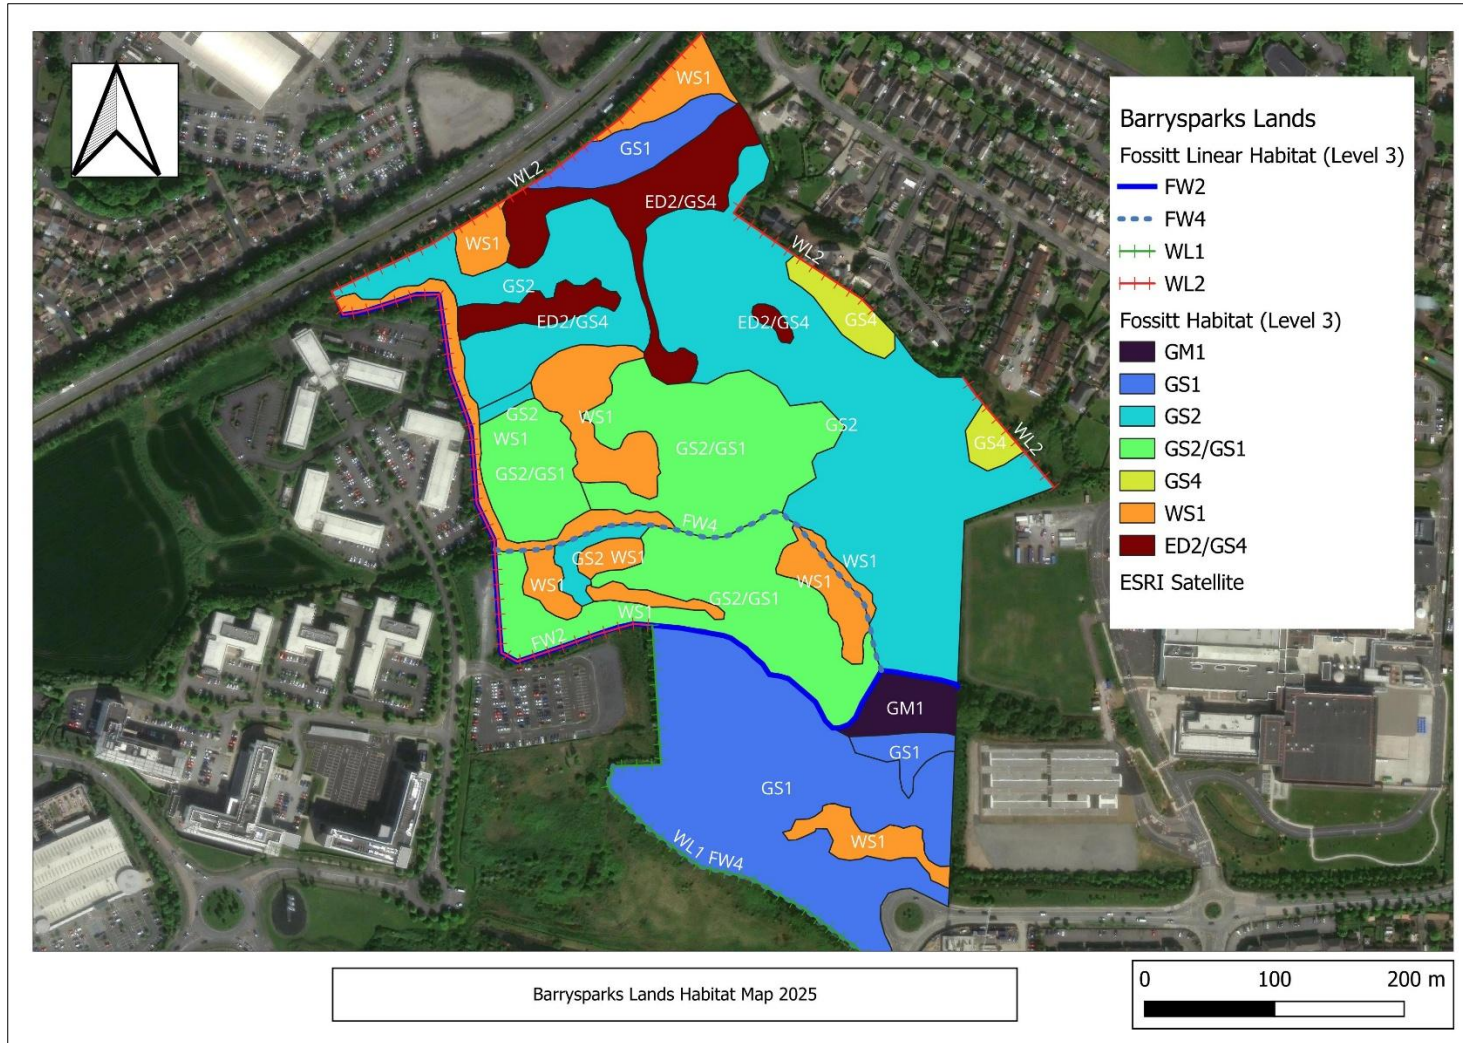 WS1
GS1
WL2
ED2/GS4
WS1
WL2
GS2
ED2/GS4
ED2/GS4
GS4
GS2
WS1
GS2
WS1
GS2/GS1
GS2/GS1
GS4
WL2
FW4
GS2
WS1
WS1
WS1
WS1
GS2/GS1
WS1
FW2
GM1
GS1
GS1
WS1
WL1 FW4
Barrysparks Lands
Fossitt Linear Habitat (Level 3)
FW2
FW4
WL1
WL2
Fossitt Habitat (Level 3)
GM1
GS1
GS2
GS2/GS1
GS4
WS1
ED2/GS4
ESRI Satellite
Barrysparks Lands Habitat Map 2025
0 100 200 m